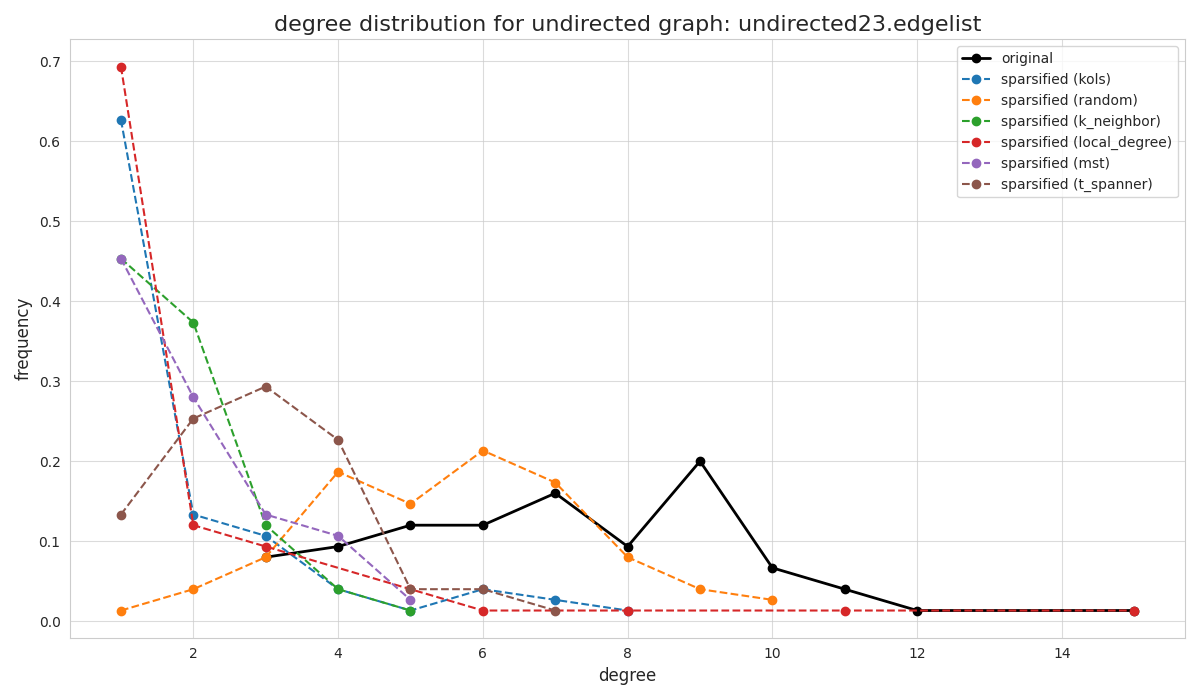 degree distribution for undirected graph: undirected23.edgelist
original
sparsified (kols)
sparsified (random)
sparsified (k_neighbor)
sparsified (local_degree)
sparsified (mst)
sparsified (t_spanner)
frequency
0.7
0.6
0.5
0.4
0.3
0.2
0.1
0.0
2 4 6 8 10 12 14
degree